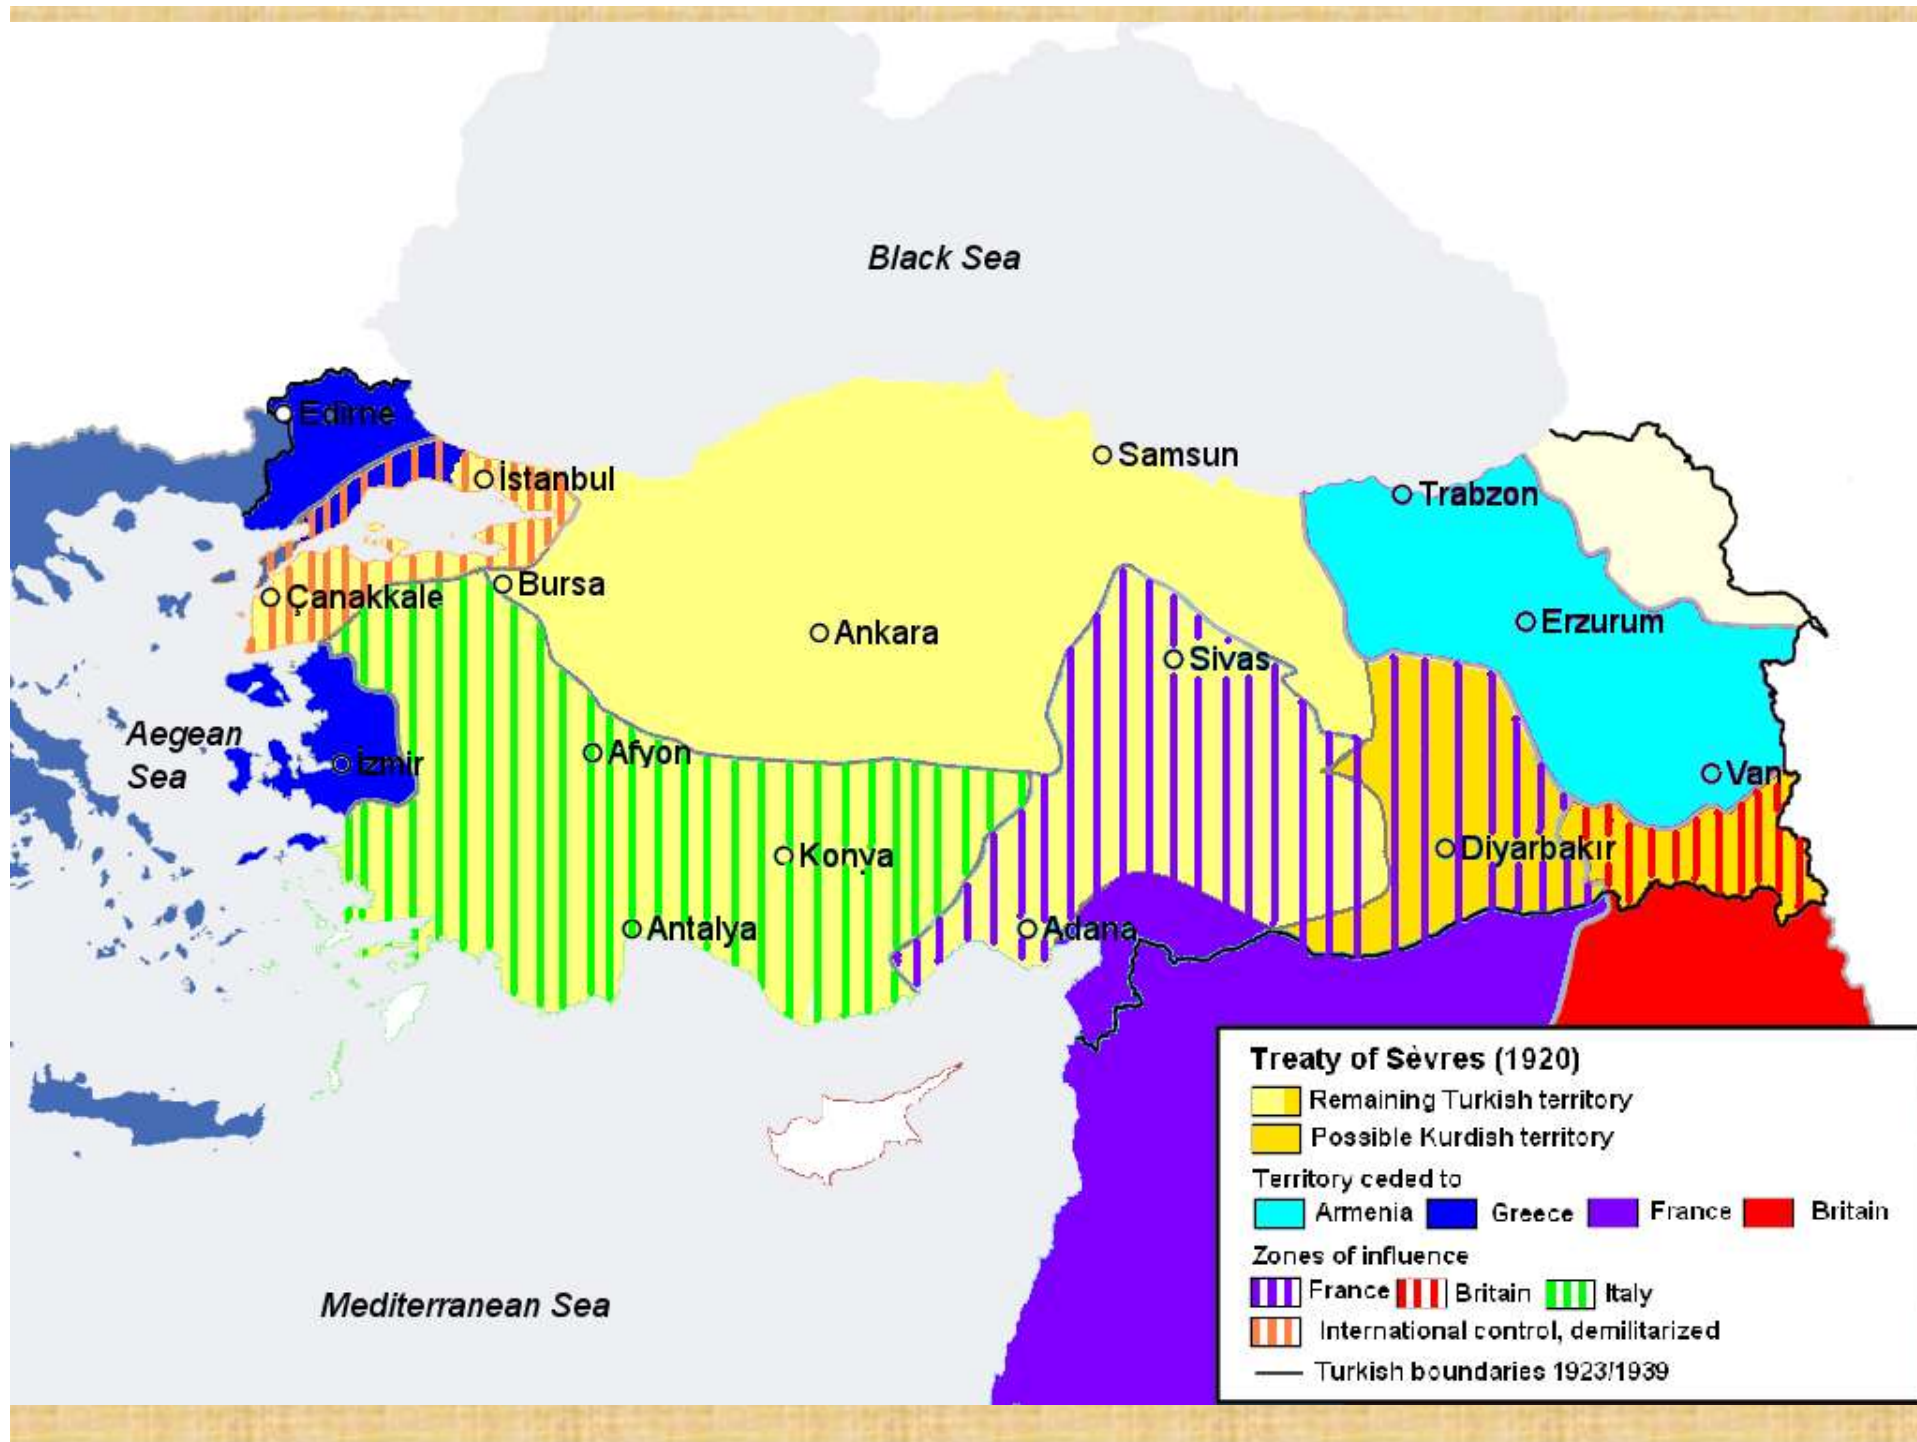 Black Sea
Edirne
İstanbul
Samsun
Trabzon
Çanakkale
Bursa
Ankara
Erzurum
Sivas
Aegean
Sea
İzmir
Afyon
Van
Konya
Diyarbakır
Antalya
Adana
Mediterranean Sea
Treaty of Sèvres (1920)
Remaining Turkish territory
Possible Kurdish territory
Territory ceded to
Armenia Greece France Britain
Zones of influence
France Britain Italy
International control, demilitarized
Turkish boundaries 1923/1939